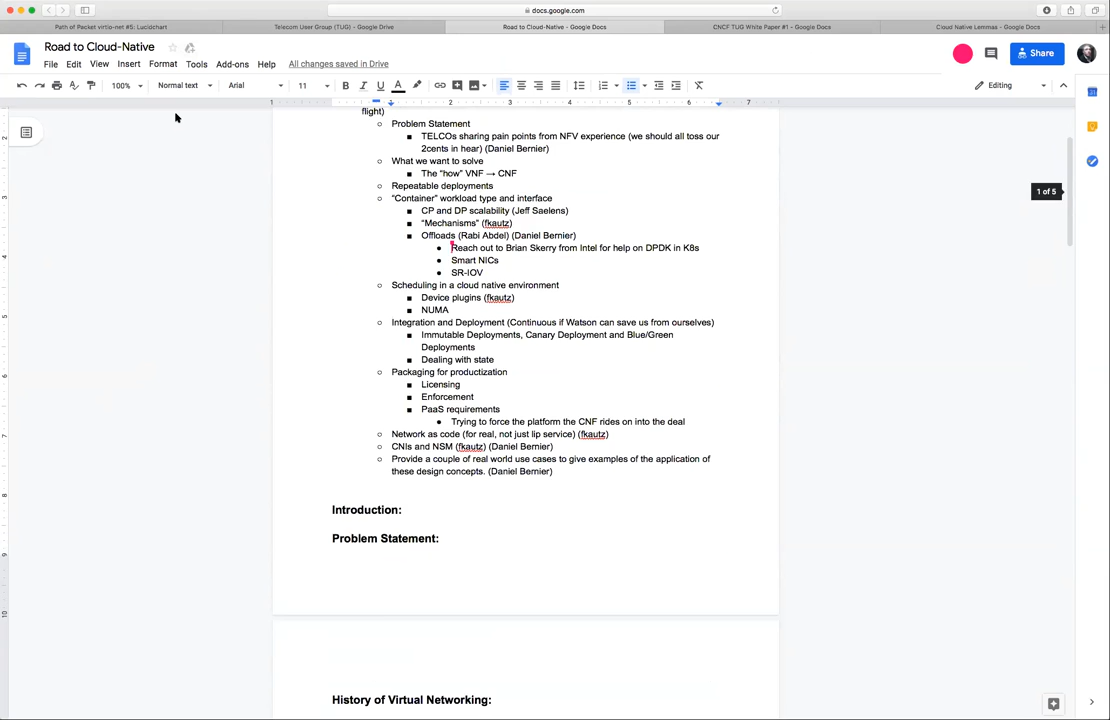 docs.google.com
Path of Packet virtio-net #5: Lucidchart
Telecom User Group (TUG) - Google Drive
Road to Cloud-Native - Google Docs
CNCF TUG White Paper #1 - Google Docs
Cloud Native Lemmas - Google Docs
Road to Cloud-Native
Share
File Edit View Insert Format Tools Add-ons Help All changes saved in Drive
100% Normal text Arial 11 Editing
1 1 2 3 4 5 6 7
flight)
○ Problem Statement
■ TELCOs sharing pain points from NFV experience (we should all toss our
2cents in hear) (Daniel Bernier)
○ What we want to solve
■ The “how” VNF → CNF
○ Repeatable deployments
○ “Container” workload type and interface
■ CP and DP scalability (Jeff Saelens)
■ “Mechanisms” (fkautz)
■ Offloads (Rabi Abdel) (Daniel Bernier)
● Reach out to Brian Skerry from Intel for help on DPDK in K8s
● Smart NICs
● SR-IOV
○ Scheduling in a cloud native environment
■ Device plugins (fkautz)
■ NUMA
○ Integration and Deployment (Continuous if Watson can save us from ourselves)
■ Immutable Deployments, Canary Deployment and Blue/Green
Deployments
■ Dealing with state
○ Packaging for productization
■ Licensing
■ Enforcement
■ PaaS requirements
● Trying to force the platform the CNF rides on into the deal
○ Network as code (for real, not just lip service) (fkautz)
○ CNIs and NSM (fkautz) (Daniel Bernier)
○ Provide a couple of real world use cases to give examples of the application of
these design concepts. (Daniel Bernier)
1 of 5
Introduction:
Problem Statement:
History of Virtual Networking: